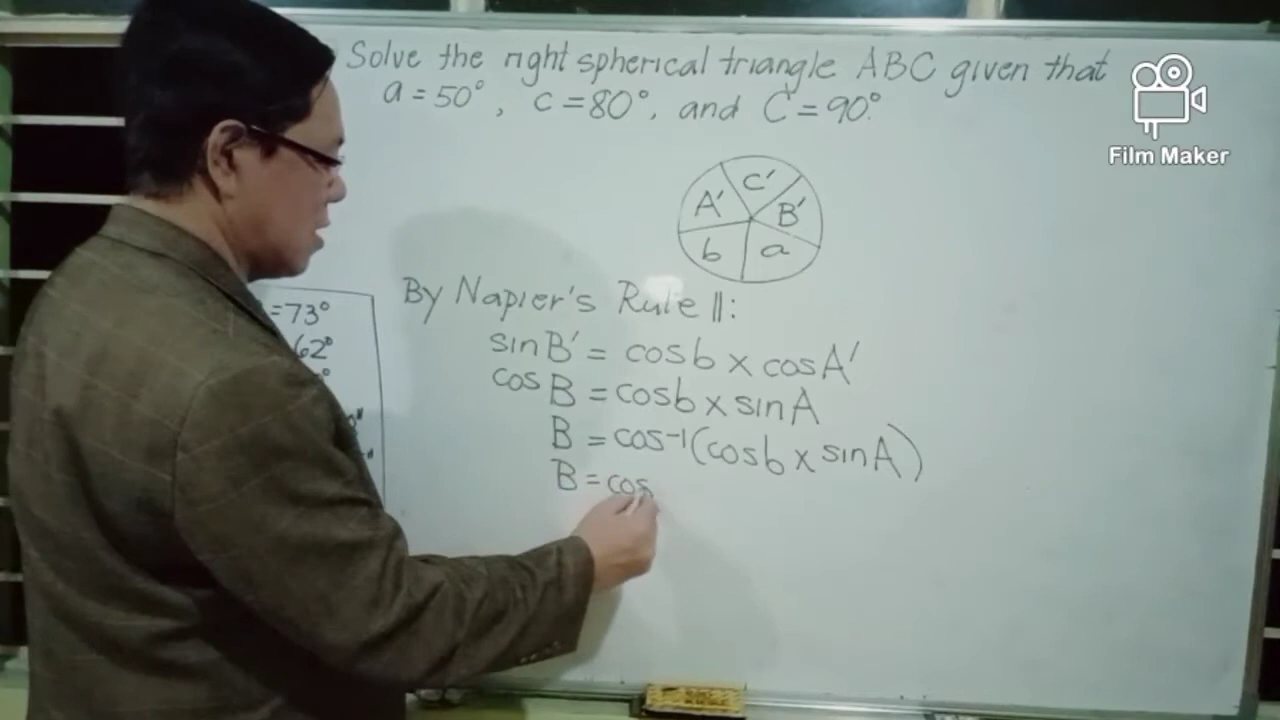 Solve the right spherical triangle ABC given that
a = 50°, c = 80°, and C = 90°.
Film Maker
C'
A'
B'
b
a
By Napier's Rule II:
=73°
62°
sin B' = cos b x cos A'
cos B = cos b x sin A
B = cos⁻¹(cos b x sin A)
B = cos